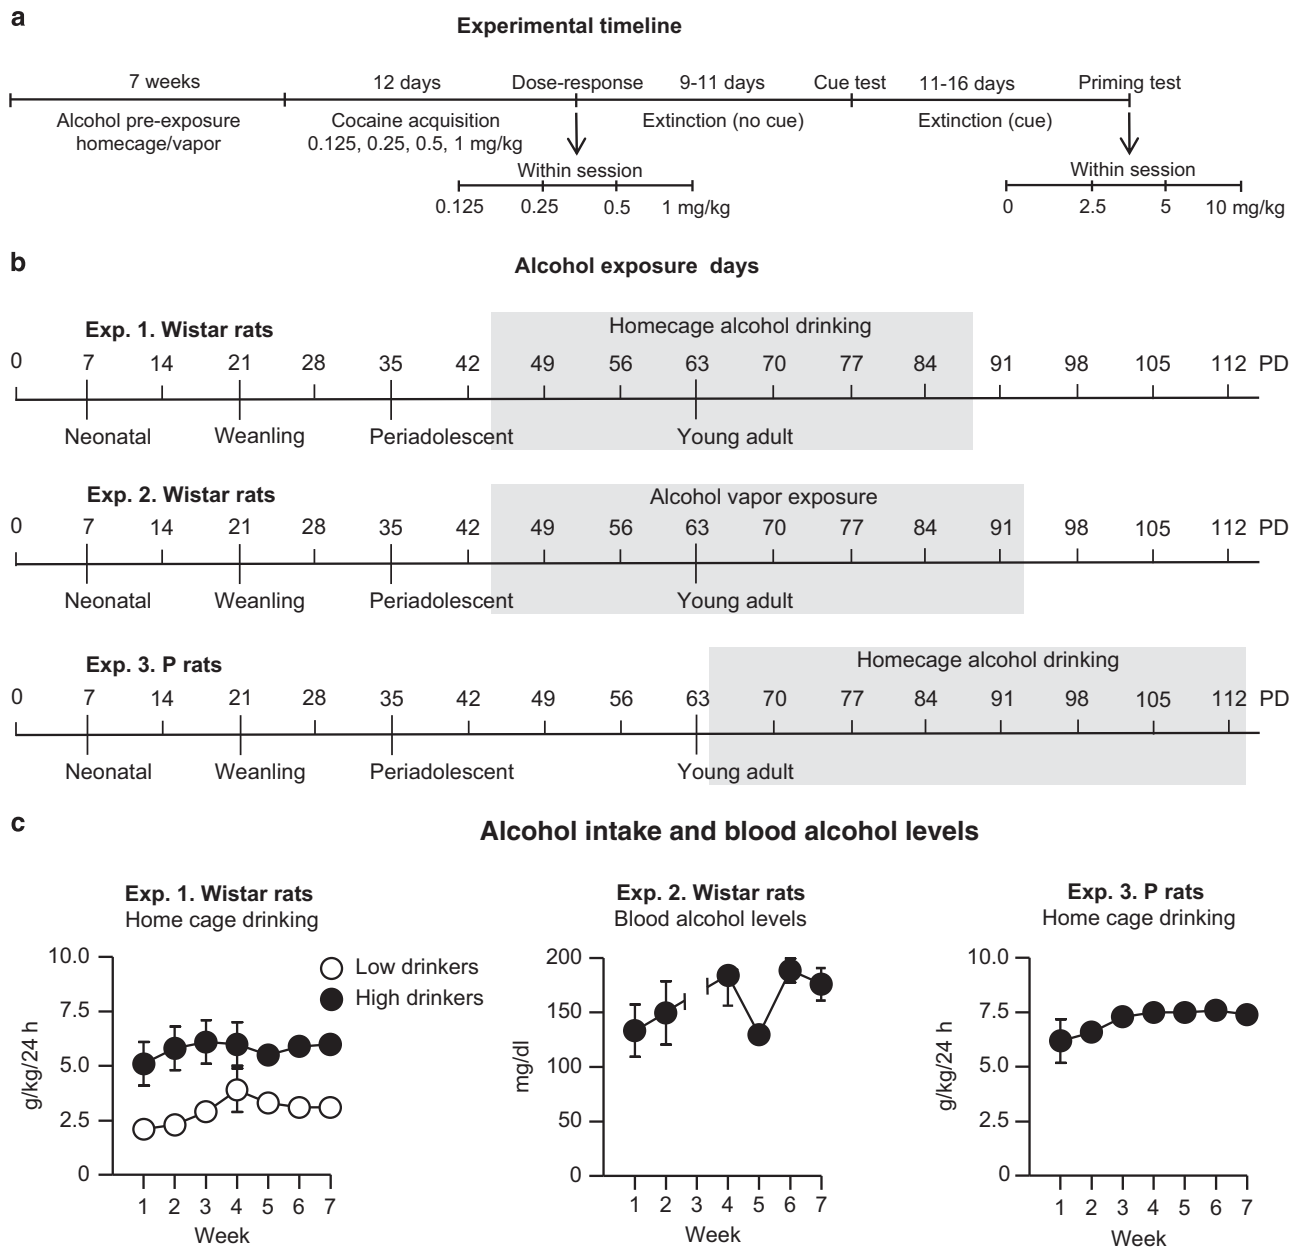 a
Experimental timeline
7 weeks 12 days Dose-response 9-11 days Cue test 11-16 days Priming test
Alcohol pre-exposure Cocaine acquisition Extinction (no cue) Extinction (cue)
homecage/vapor 0.125, 0.25, 0.5, 1 mg/kg
Within session Within session
0.125 0.25 0.5 1 mg/kg 0 2.5 5 10 mg/kg
b
Alcohol exposure days
Exp. 1. Wistar rats Homecage alcohol drinking
0 7 14 21 28 35 42 49 56 63 70 77 84 91 98 105 112 PD
Neonatal Weanling Periadolescent Young adult
Exp. 2. Wistar rats Alcohol vapor exposure
0 7 14 21 28 35 42 49 56 63 70 77 84 91 98 105 112 PD
Neonatal Weanling Periadolescent Young adult
Exp. 3. P rats Homecage alcohol drinking
0 7 14 21 28 35 42 49 56 63 70 77 84 91 98 105 112 PD
Neonatal Weanling Periadolescent Young adult
c
Alcohol intake and blood alcohol levels
Exp. 1. Wistar rats
Home cage drinking
Low drinkers
High drinkers
g/kg/24 h
10.0
7.5
5.0
2.5
0
1 2 3 4 5 6 7
Week
Exp. 2. Wistar rats
Blood alcohol levels
mg/dl
200
150
100
50
0
1 2 3 4 5 6 7
Week
Exp. 3. P rats
Home cage drinking
g/kg/24 h
10.0
7.5
5.0
2.5
0
1 2 3 4 5 6 7
Week